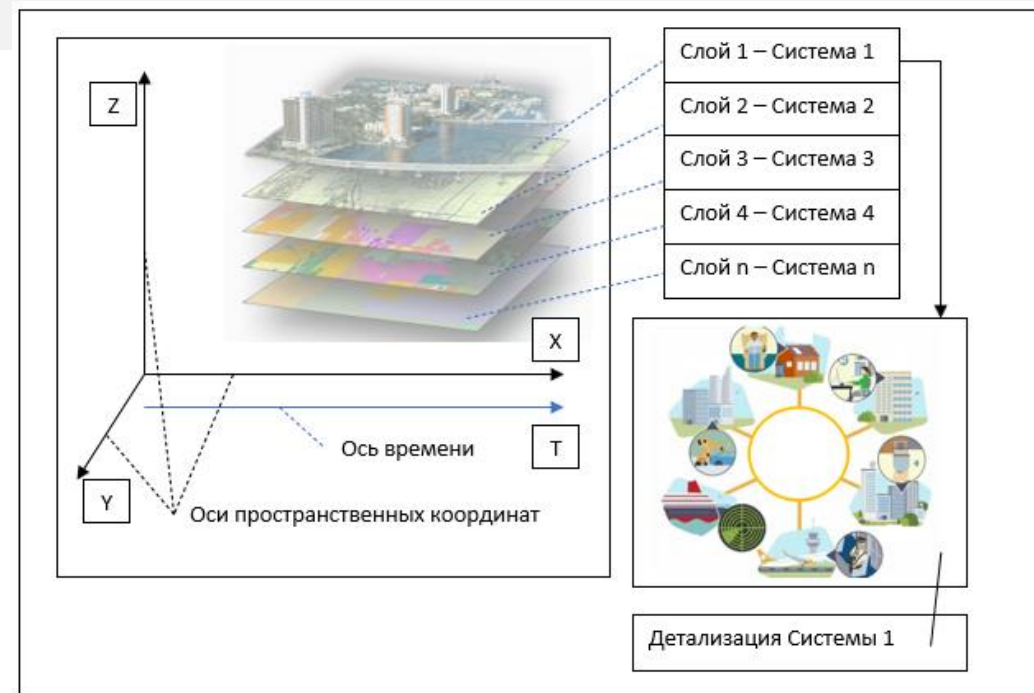 Z
X
Ось времени
T
Y
Оси пространственных координат
Слой 1 – Система 1
Слой 2 – Система 2
Слой 3 – Система 3
Слой 4 – Система 4
Слой n – Система n
Детализация Системы 1